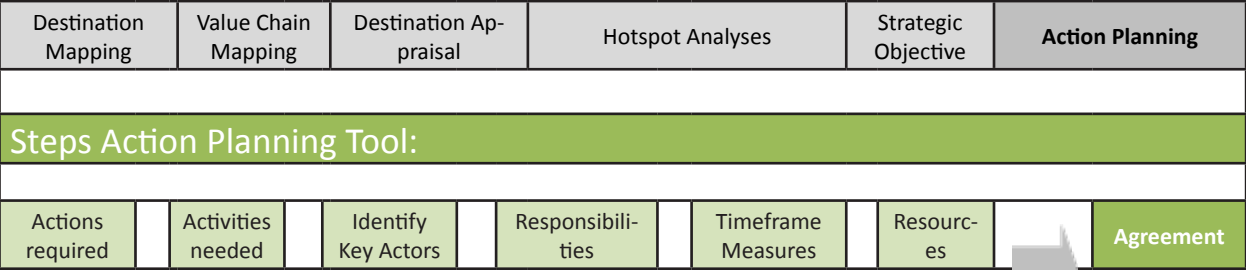 Destination Value Chain Destination Ap- Hotspot Analyses Strategic Action Planning
Mapping Mapping praisal Objective
Steps Action Planning Tool:
Actions Activities Identify Responsibili- Timeframe Resourc- Agreement
required needed Key Actors ties Measures es